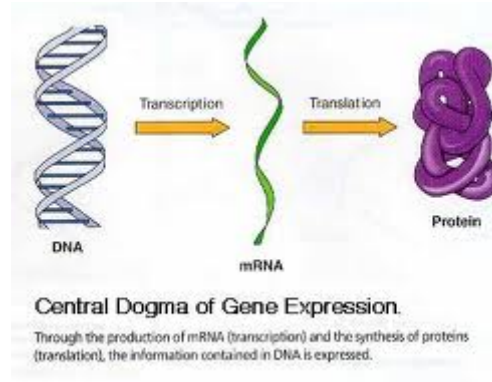 Transcription
Translation
Protein
DNA
mRNA
Central Dogma of Gene Expression.
Through the production of mRNA (transcription) and the synthesis of proteins
(translation), the information contained in DNA is expressed.